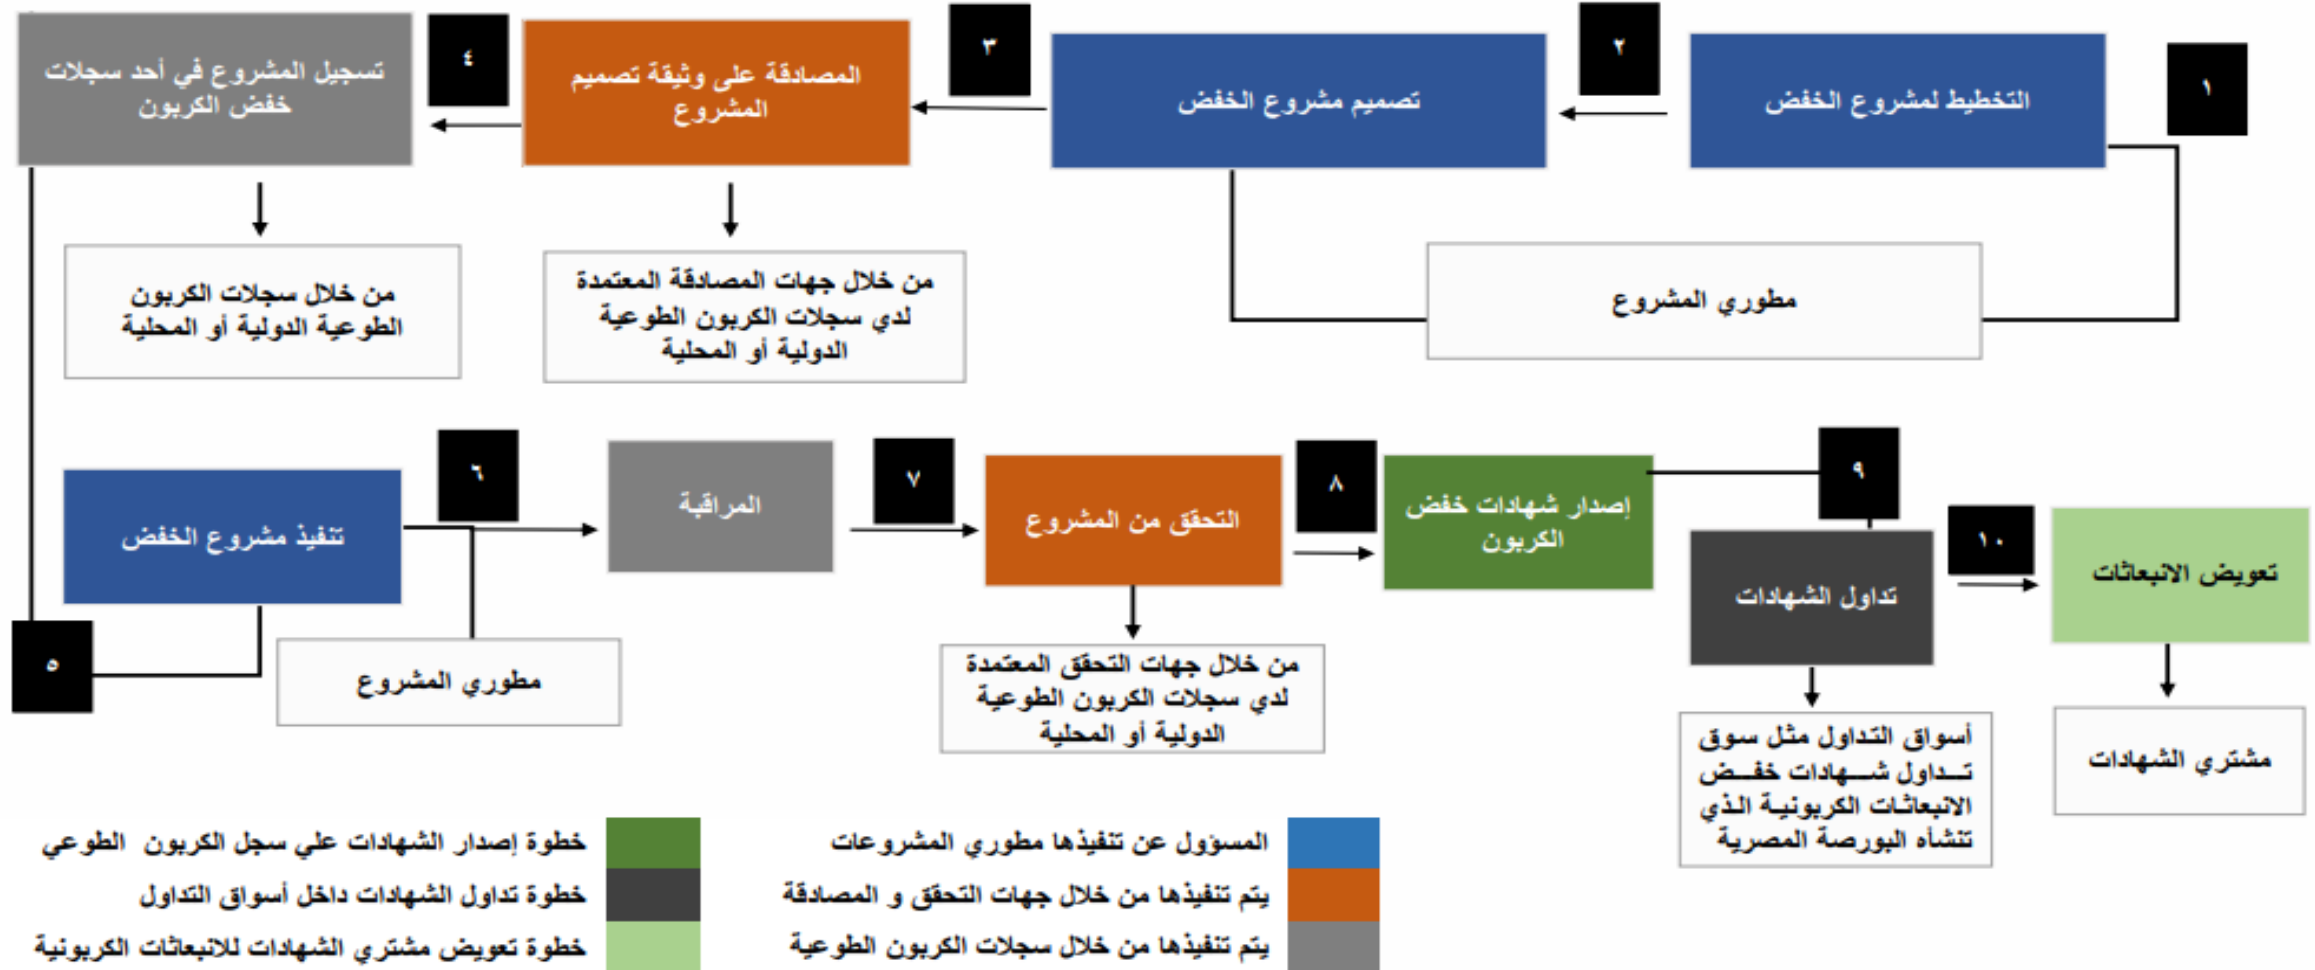 ١
التخطيط لمشروع الخفض
٢
تصميم مشروع الخفض
٣
المصادقة على وثيقة تصميم
المشروع
٤
تسجيل المشروع في أحد سجلات
خفض الكربون
مطوري المشروع
من خلال جهات المصادقة المعتمدة
لدي سجلات الكربون الطوعية
الدولية أو المحلية
من خلال سجلات الكربون
الطوعية الدولية أو المحلية
٥
تنفيذ مشروع الخفض
مطوري المشروع
٦
المراقبة
٧
التحقق من المشروع
من خلال جهات التحقق المعتمدة
لدي سجلات الكربون الطوعية
الدولية أو المحلية
٨
إصدار شهادات خفض
الكربون
٩
تداول الشهادات
أسواق التداول مثل سوق
تـــداول شـــهادات خفـــض
الانبعاثـات الكربونيـة الـذي
تنشأه البورصة المصرية
١٠
تعويض الانبعاثات
مشتري الشهادات
المسؤول عن تنفيذها مطوري المشروعات
يتم تنفيذها من خلال جهات التحقق و المصادقة
يتم تنفيذها من خلال سجلات الكربون الطوعية
خطوة إصدار الشهادات علي سجل الكربون الطوعي
خطوة تداول الشهادات داخل أسواق التداول
خطوة تعويض مشتري الشهادات للانبعاثات الكربونية